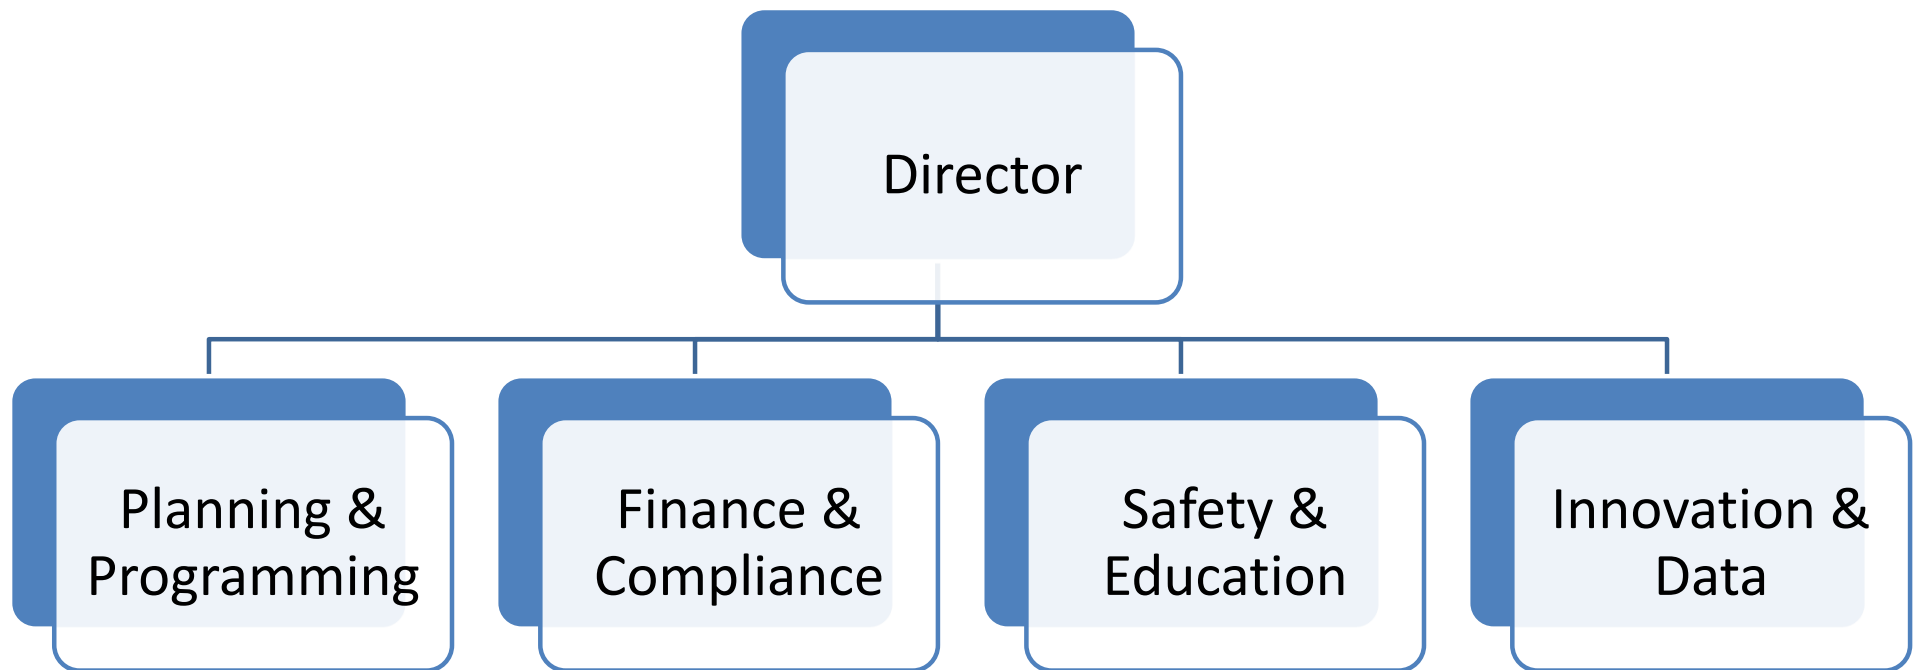 Director
Planning &
Programming
Finance &
Compliance
Safety &
Education
Innovation &
Data